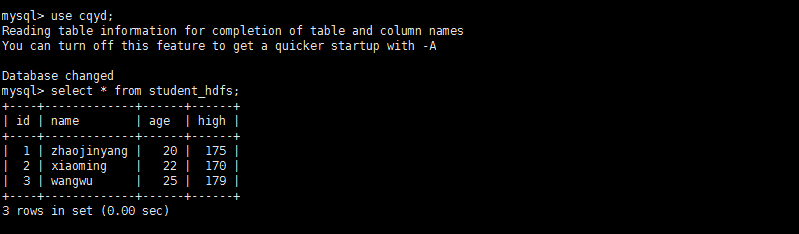 mysql> use cqyd;
Reading table information for completion of table and column names
You can turn off this feature to get a quicker startup with -A
Database changed
mysql> select * from student_hdfs;
+----+-------------+------+------+
| id | name        | age  | high |
+----+-------------+------+------+
|  1 | zhaojinyang |   20 |  175 |
|  2 | xiaoming    |   22 |  170 |
|  3 | wangwu      |   25 |  179 |
+----+-------------+------+------+
3 rows in set (0.00 sec)